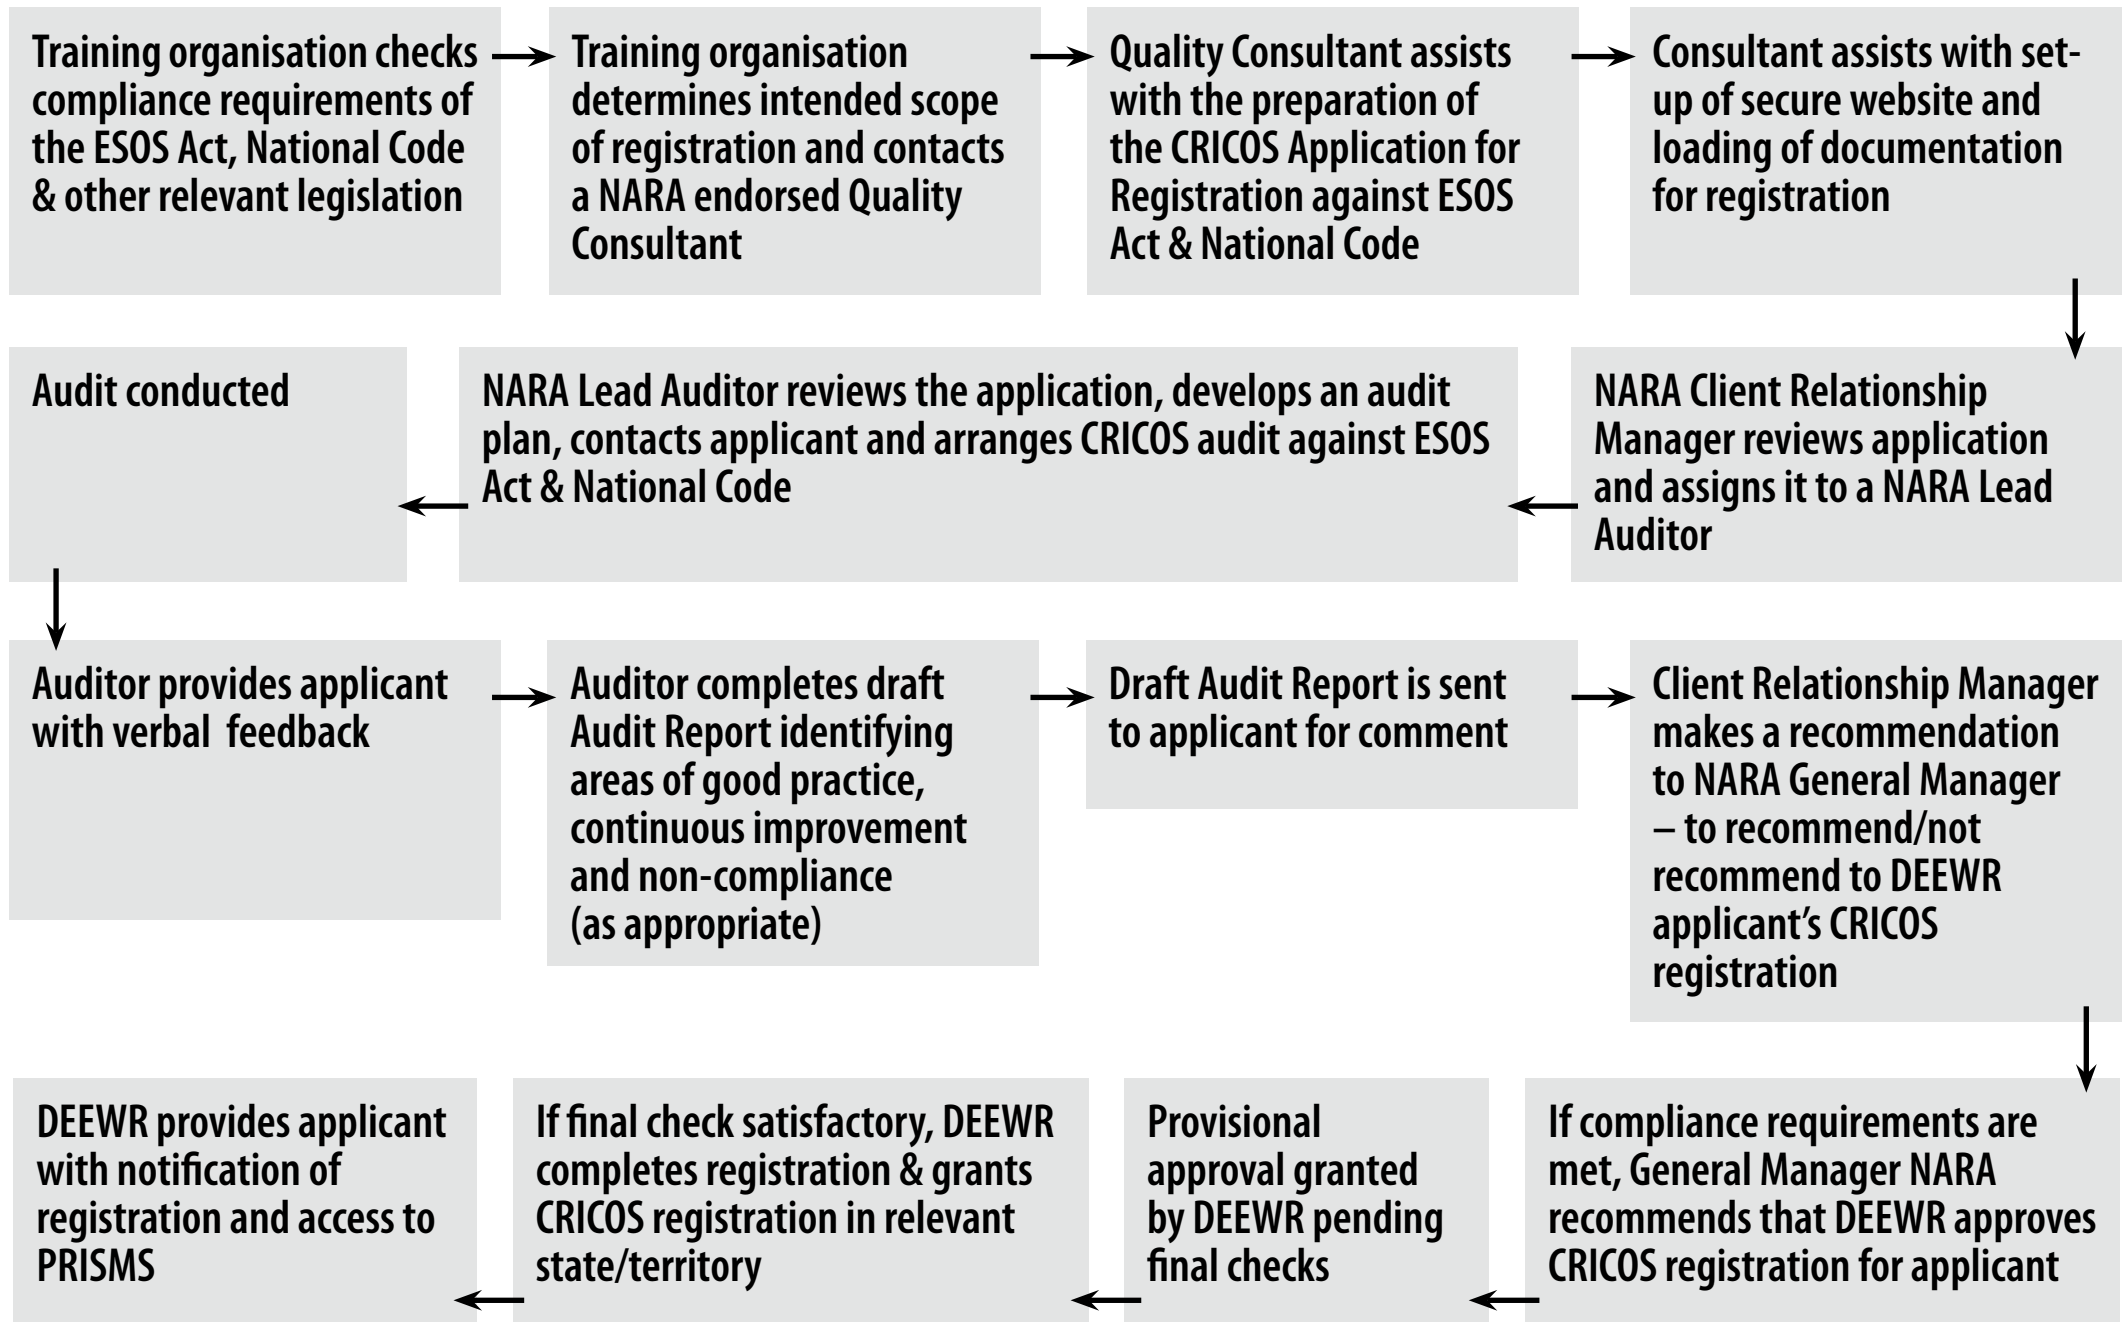 Training organisation checks
compliance requirements of
the ESOS Act, National Code
& other relevant legislation
Training organisation
determines intended scope
of registration and contacts
a NARA endorsed Quality
Consultant
Quality Consultant assists
with the preparation of
the CRICOS Application for
Registration against ESOS
Act & National Code
Consultant assists with set-
up of secure website and
loading of documentation
for registration
NARA Client Relationship
Manager reviews application
and assigns it to a NARA Lead
Auditor
NARA Lead Auditor reviews the application, develops an audit
plan, contacts applicant and arranges CRICOS audit against ESOS
Act & National Code
Audit conducted
Auditor provides applicant
with verbal feedback
Auditor completes draft
Audit Report identifying
areas of good practice,
continuous improvement
and non-compliance
(as appropriate)
Draft Audit Report is sent
to applicant for comment
Client Relationship Manager
makes a recommendation
to NARA General Manager
– to recommend/not
recommend to DEEWR
applicant’s CRICOS
registration
If compliance requirements are
met, General Manager NARA
recommends that DEEWR approves
CRICOS registration for applicant
Provisional
approval granted
by DEEWR pending
final checks
If final check satisfactory, DEEWR
completes registration & grants
CRICOS registration in relevant
state/territory
DEEWR provides applicant
with notification of
registration and access to
PRISMS